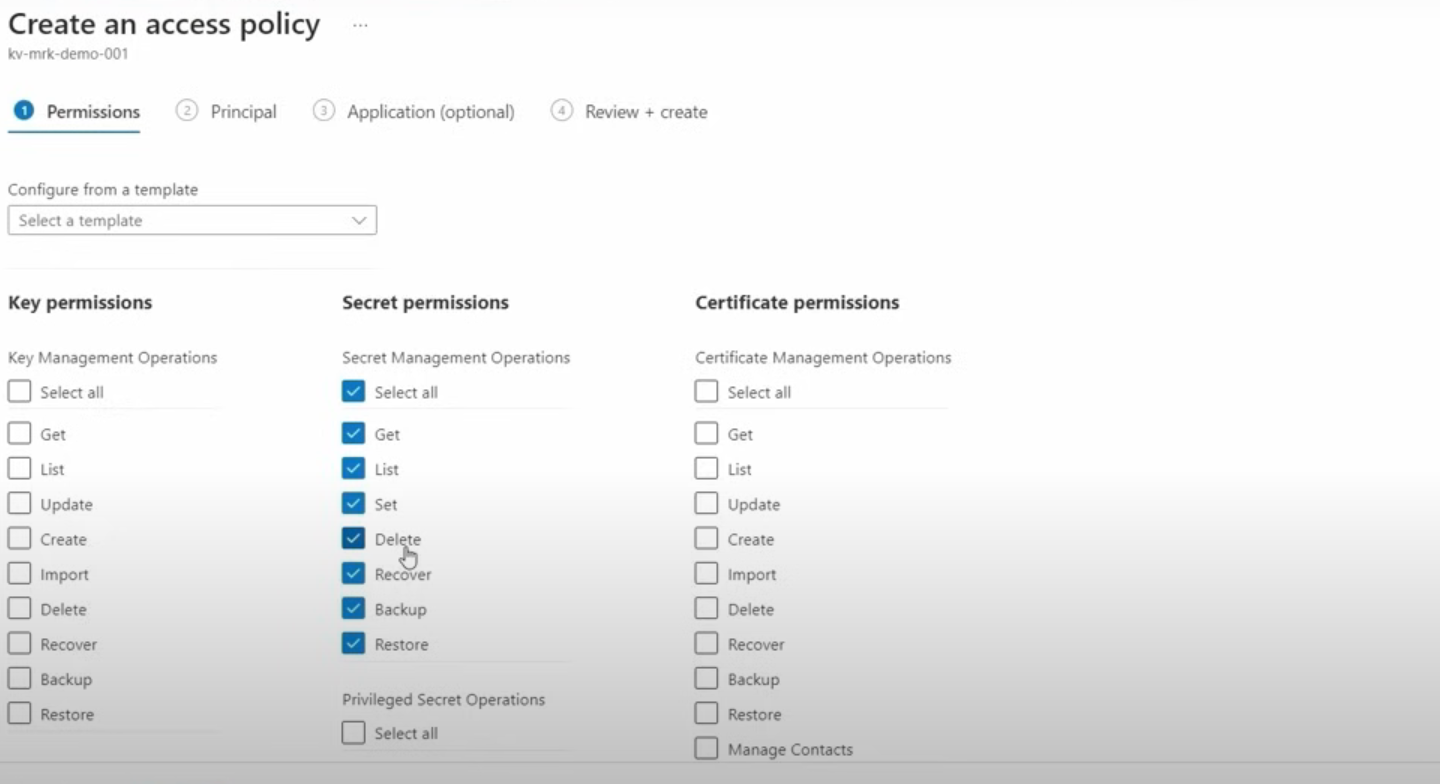 Create an access policy ...
kv-mrk-demo-001
1 Permissions 2 Principal 3 Application (optional) 4 Review + create
Configure from a template
Select a template
Key permissions Secret permissions Certificate permissions
Key Management Operations Secret Management Operations Certificate Management Operations
Select all Select all Select all
Get Get Get
List List List
Update Set Update
Create Delete Create
Import Recover Import
Delete Backup Delete
Recover Restore Recover
Backup Backup
Privileged Secret Operations
Restore Restore
Select all
Manage Contacts